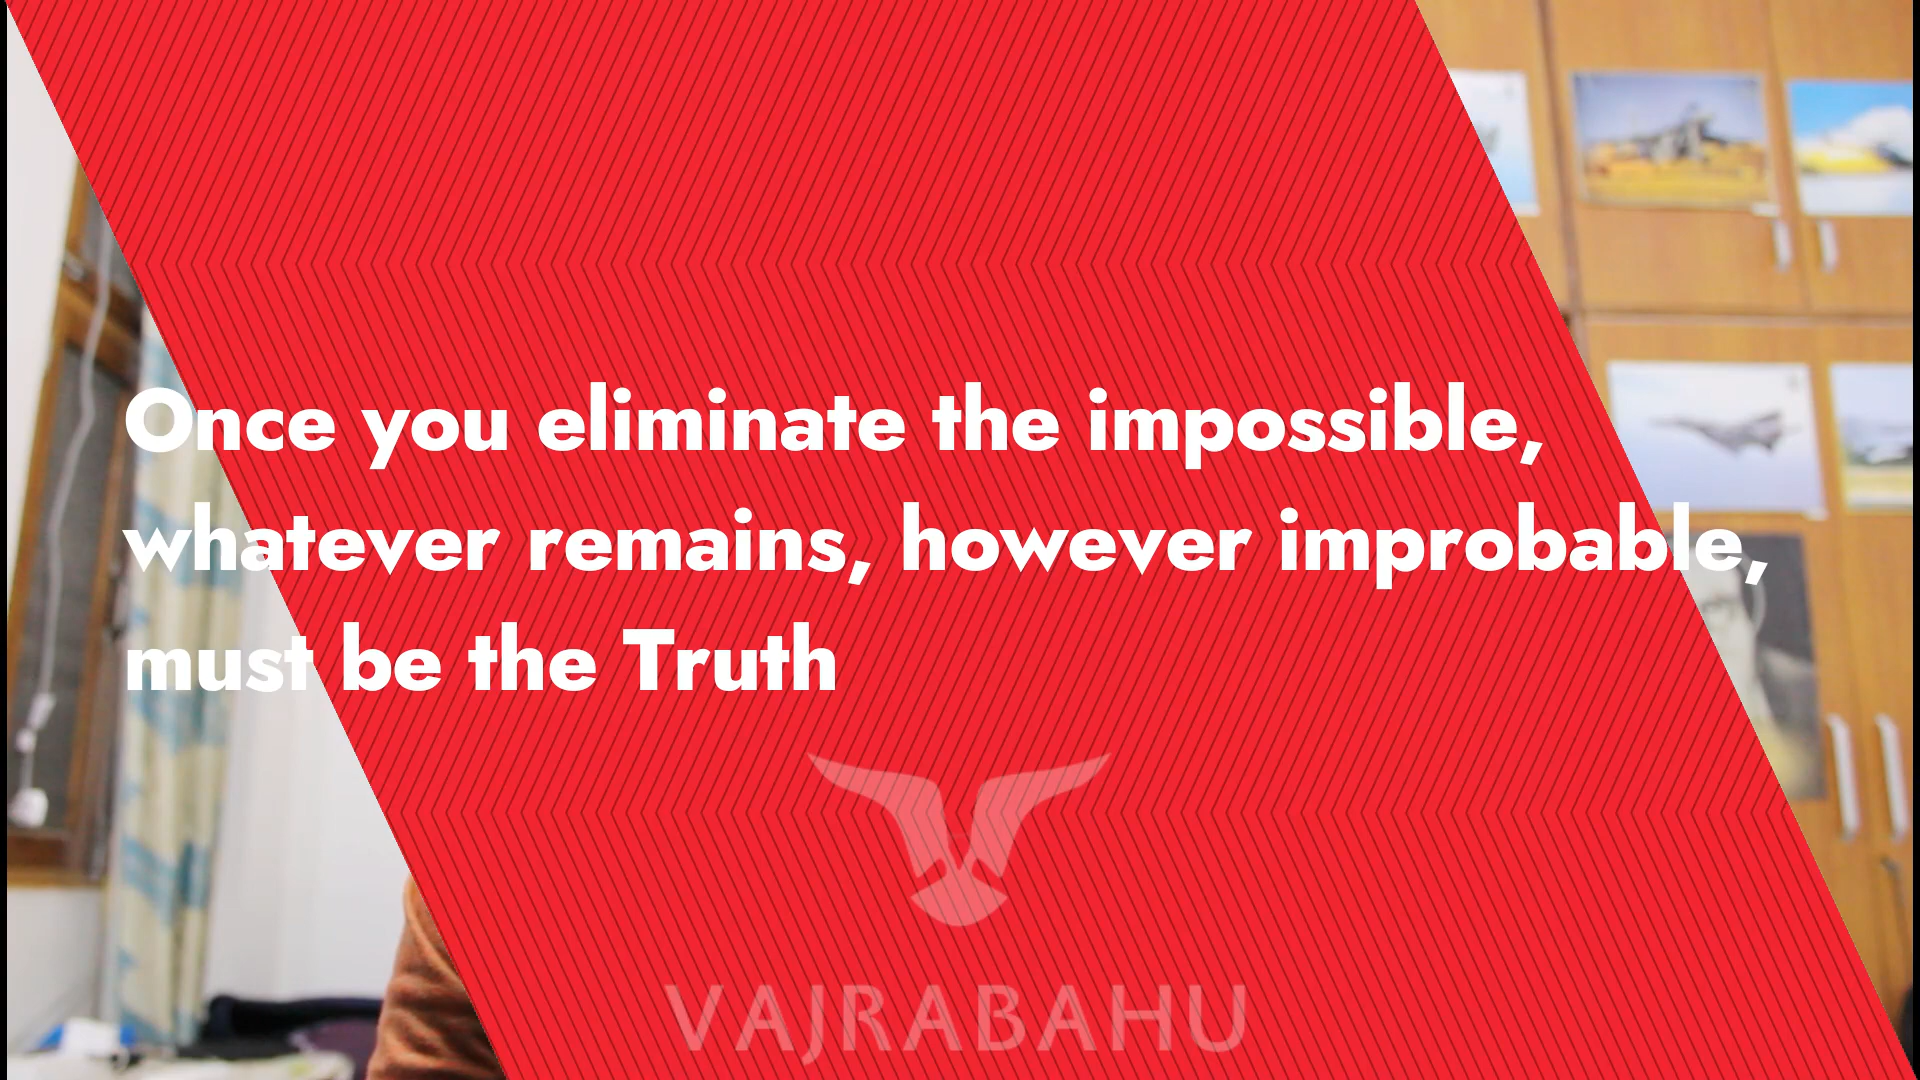 Once you eliminate the impossible,
whatever remains, however improbable,
must be the Truth
VAJRABAHU